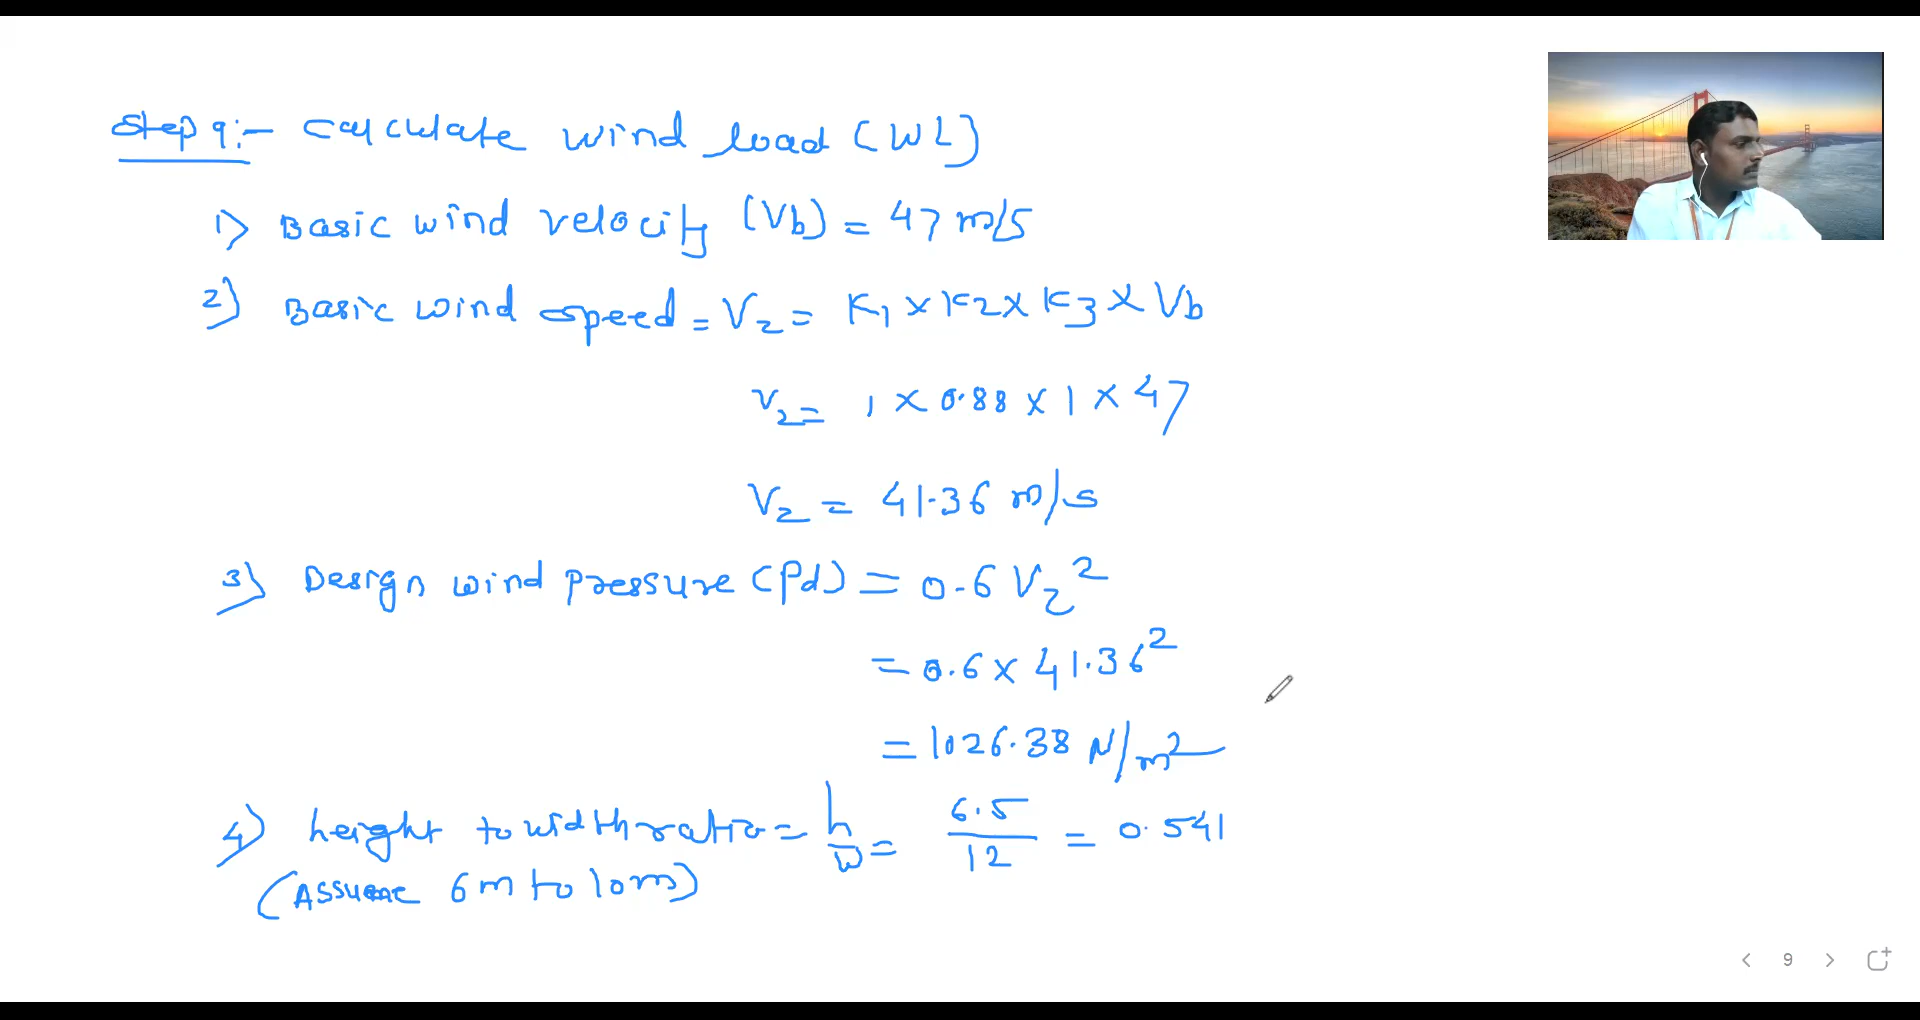 Step 9:- Calculate wind load (WL)
1) Basic wind velocity (Vb) = 47 m/s
2) Basic wind speed = Vz = K1 × K2 × K3 × Vb
Vz = 1 × 0.88 × 1 × 47
Vz = 41.36 m/s
3) Design wind pressure (Pd) = 0.6 Vz²
= 0.6 × 41.36²
= 1026.38 N/m²
4) height to width ratio = h/w = 6.5/12 = 0.541
(Assume 6m to 10m)
9